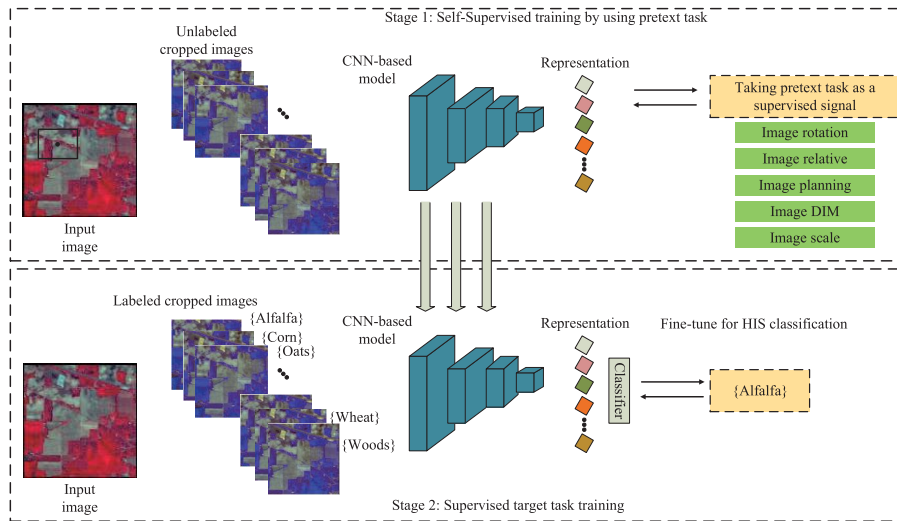 Stage 1: Self-Supervised training by using pretext task
Unlabeled
cropped images
CNN-based
model
Representation
Taking pretext task as a
supervised signal
Image rotation
Image relative
Image planning
Image DIM
Image scale
Input
image
Labeled cropped images
{Alfalfa}
{Corn}
{Oats}
{Wheat}
{Woods}
CNN-based
model
Representation
Classifier
Fine-tune for HIS classification
{Alfalfa}
Input
image
Stage 2: Supervised target task training